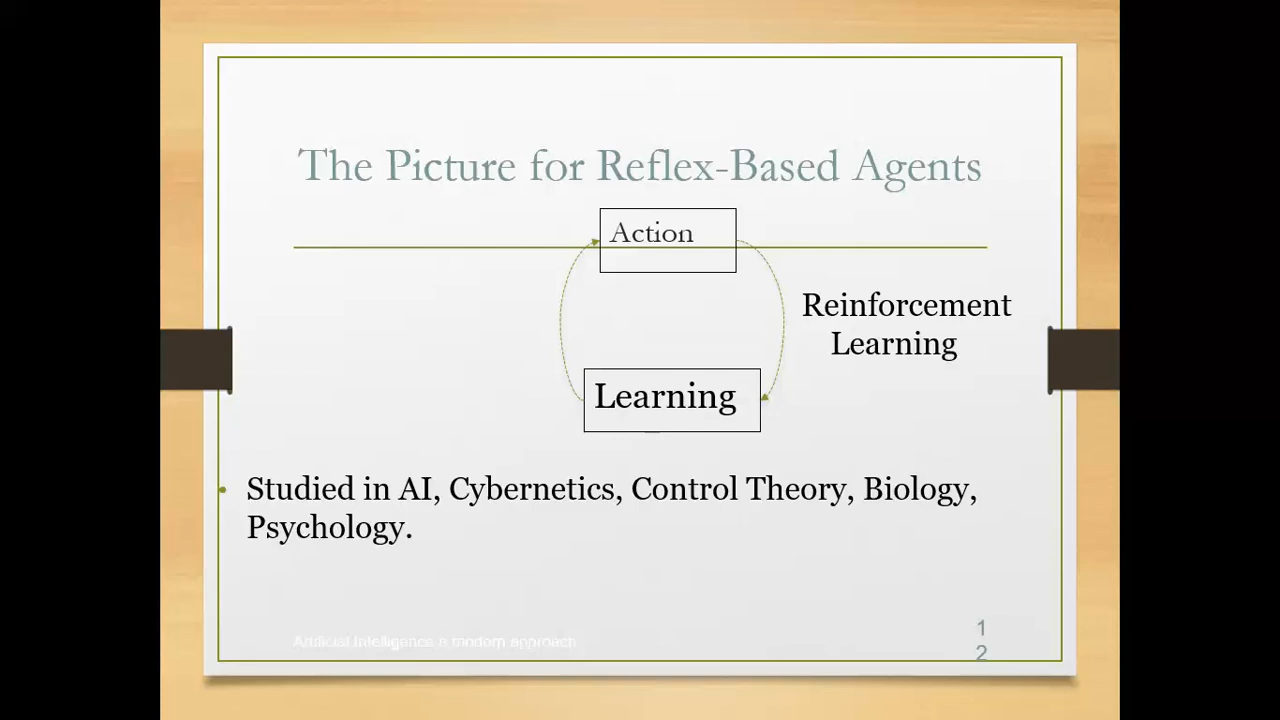 The Picture for Reflex-Based Agents
Action
Reinforcement
Learning
Learning
• Studied in AI, Cybernetics, Control Theory, Biology,
Psychology.
Artificial Intelligence a modern approach
1
2